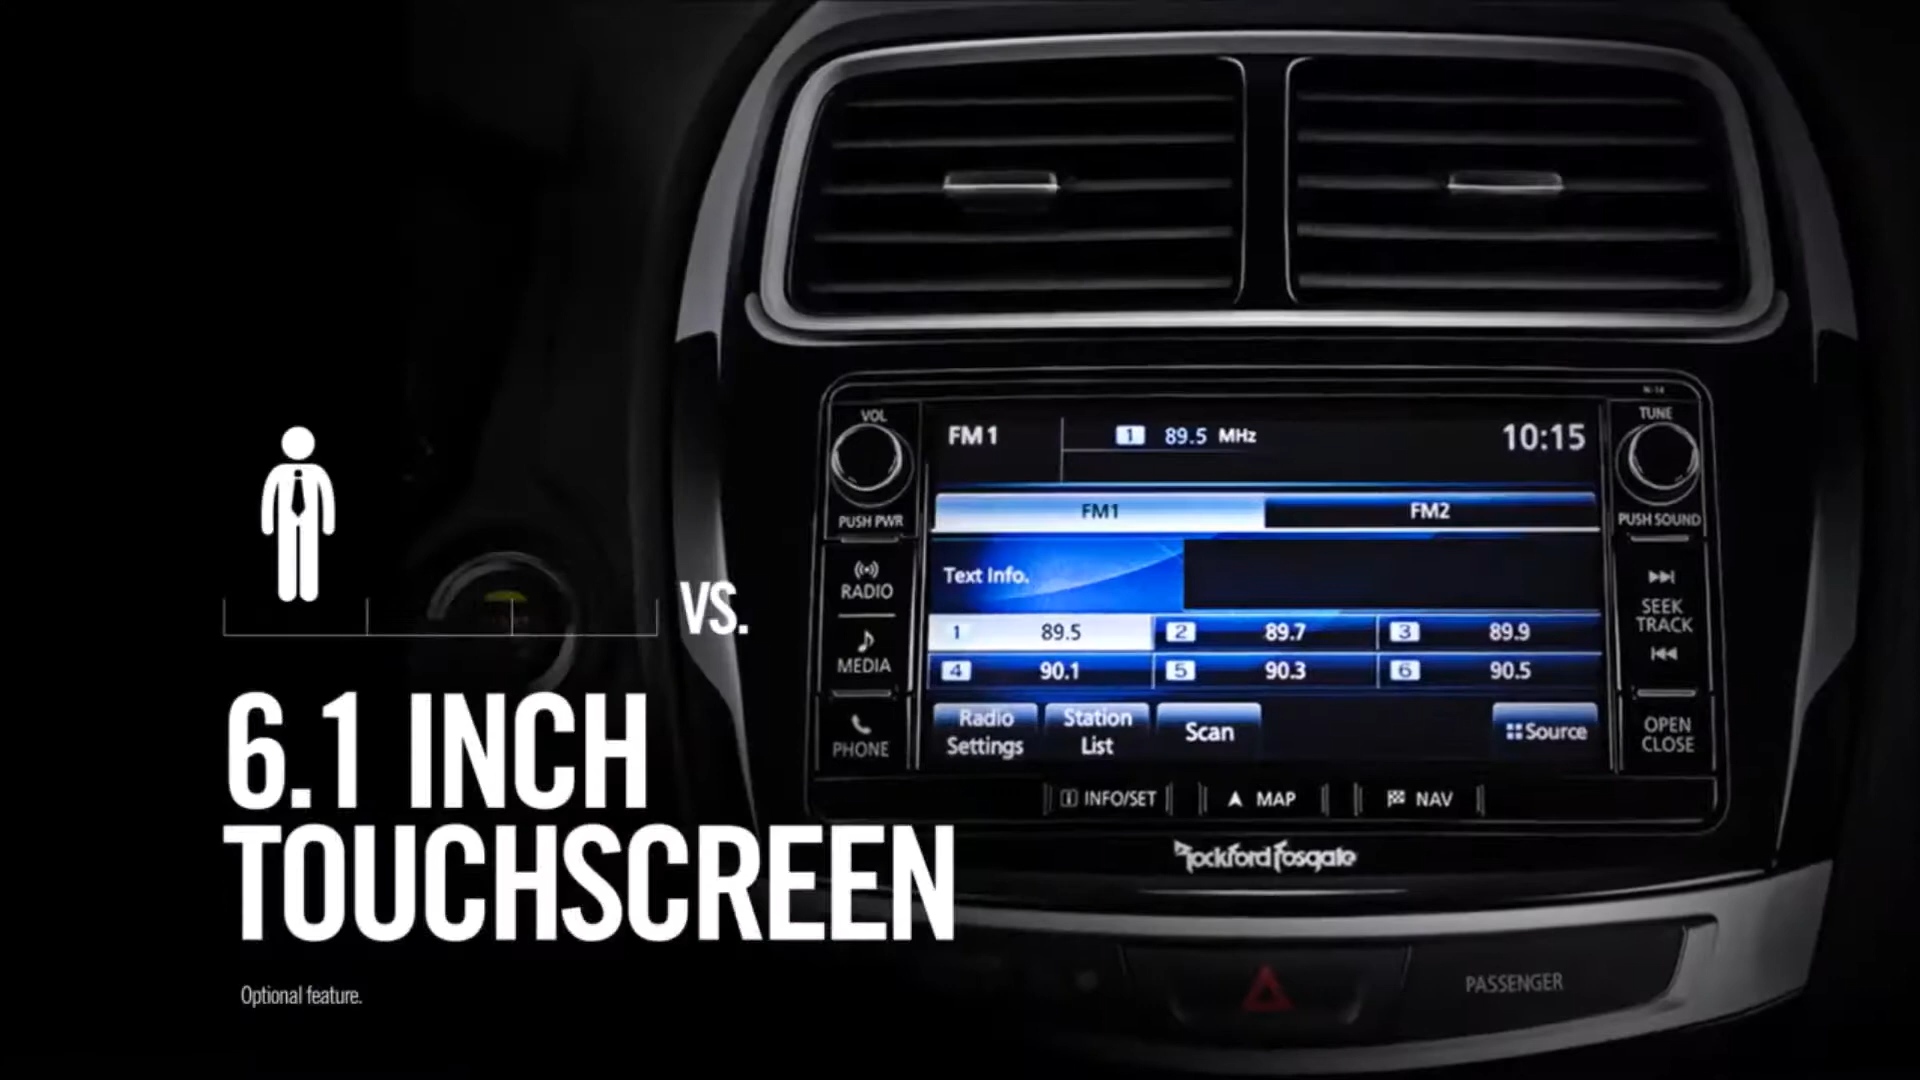 VS.
6.1 INCH
TOUCHSCREEN
Optional feature.
VOL
PUSH PWR
RADIO
MEDIA
PHONE
FM1
1 89.5 MHz
10:15
FM1 FM2
Text Info.
1 89.5 2 89.7 3 89.9
4 90.1 5 90.3 6 90.5
Radio
Settings
Station
List
Scan
Source
TUNE
PUSH SOUND
SEEK
TRACK
OPEN
CLOSE
INFO/SET MAP NAV
Rockford Fosgate
PASSENGER